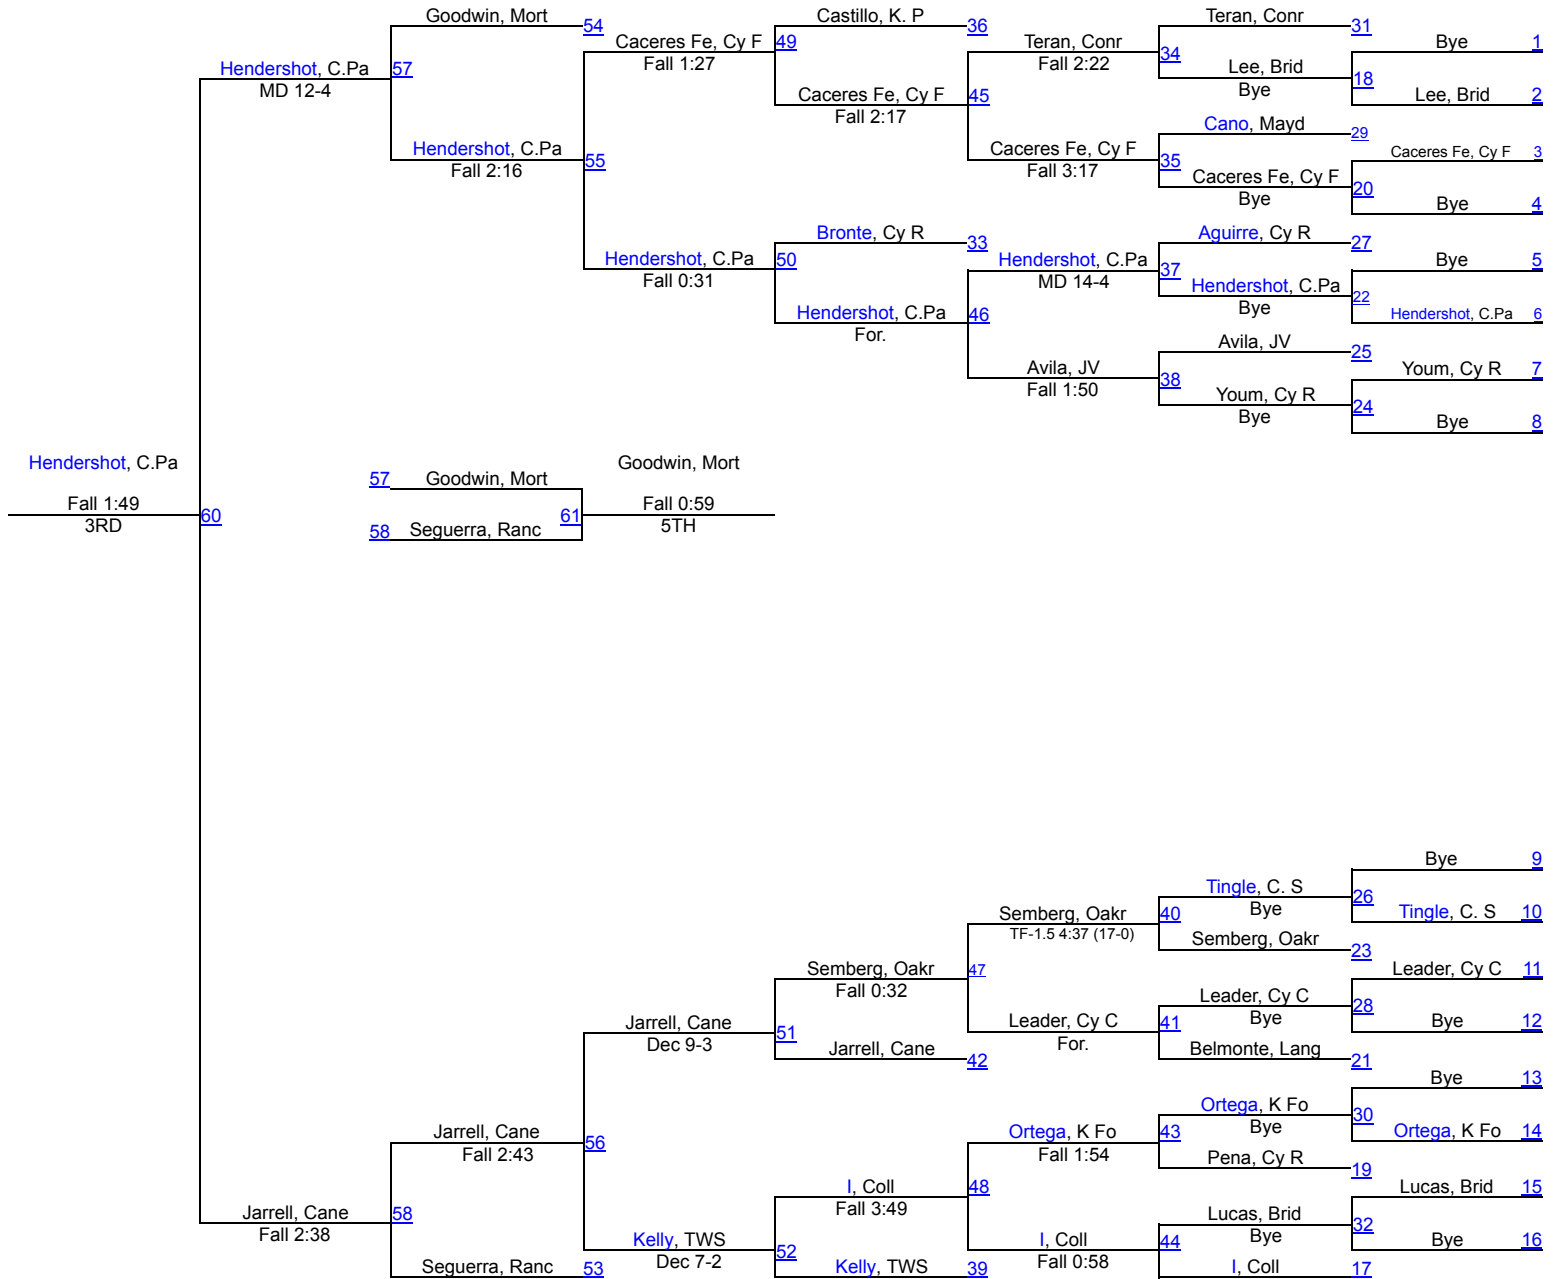 Goodwin, Mort 54
Castillo, K. P 36
Teran, Conr 31
Caceres Fe, Cy F 49
Fall 1:27
Teran, Conr 34
Fall 2:22
Bye 1
Hendershot, C.Pa 57
MD 12-4
Lee, Brid 18
Bye
Caceres Fe, Cy F 45
Fall 2:17
Lee, Brid 2
Cano, Mayd 29
Hendershot, C.Pa 55
Fall 2:16
Caceres Fe, Cy F 35
Fall 3:17
Caceres Fe, Cy F 3
Caceres Fe, Cy F 20
Bye
Bye 4
Bronte, Cy R 33
Aguirre, Cy R 27
Hendershot, C.Pa 50
Fall 0:31
Hendershot, C.Pa 37
MD 14-4
Bye 5
Hendershot, C.Pa 22
Bye
Hendershot, C.Pa 46
For.
Hendershot, C.Pa 6
Avila, JV 25
Avila, JV 38
Fall 1:50
Youm, Cy R 7
Youm, Cy R 24
Bye
Bye 8
Hendershot, C.Pa
Goodwin, Mort
57 Goodwin, Mort
Fall 1:49
3RD
60
61
Fall 0:59
5TH
58 Seguerra, Ranc
Bye 9
Tingle, C. S 26
Bye
Semberg, Oakr 40
TF-1.5 4:37 (17-0)
Tingle, C. S 10
Semberg, Oakr 23
Semberg, Oakr 47
Fall 0:32
Leader, Cy C 11
Leader, Cy C 28
Bye
Jarrell, Cane 51
Dec 9-3
Leader, Cy C 41
For.
Bye 12
Jarrell, Cane 42
Belmonte, Lang 21
Bye 13
Ortega, K Fo 30
Bye
Jarrell, Cane 56
Fall 2:43
Ortega, K Fo 43
Fall 1:54
Ortega, K Fo 14
Pena, Cy R 19
I, Coll 48
Fall 3:49
Lucas, Brid 15
Jarrell, Cane 58
Fall 2:38
Lucas, Brid 32
Bye
Kelly, TWS 52
Dec 7-2
I, Coll 44
Fall 0:58
Bye 16
Seguerra, Ranc 53
Kelly, TWS 39
I, Coll 17